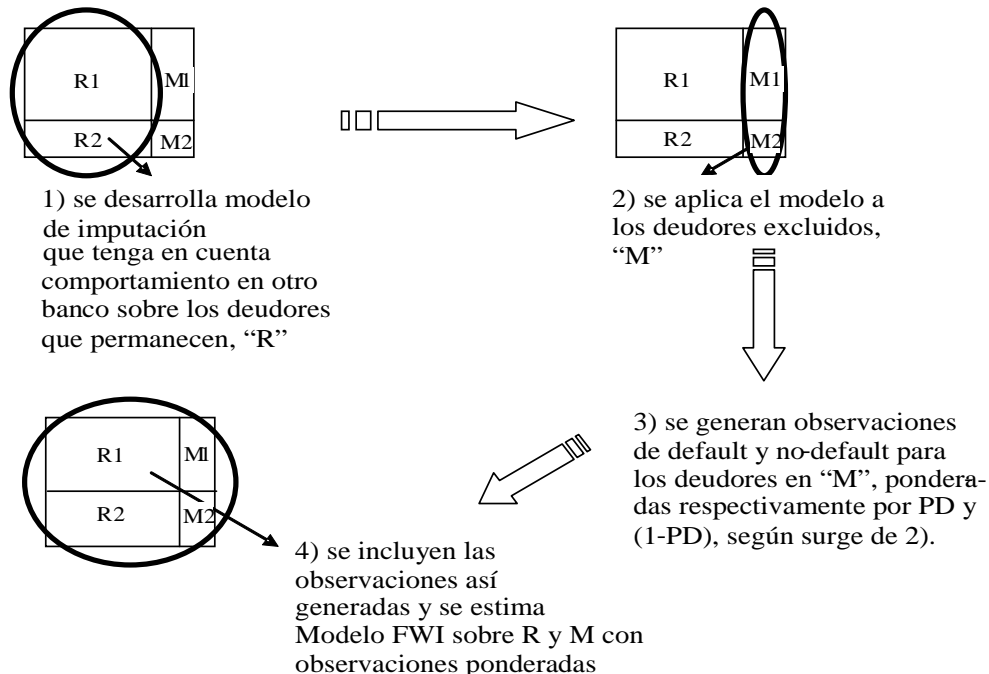 R1 M1
R2 M2
1) se desarrolla modelo
de imputación
que tenga en cuenta
comportamiento en otro
banco sobre los deudores
que permanecen, “R”
R1 M1
R2 M2
2) se aplica el modelo a
los deudores excluidos,
“M”
3) se generan observaciones
de default y no-default para
los deudores en “M”, pondera-
das respectivamente por PD y
(1-PD), según surge de 2).
R1 M1
R2 M2
4) se incluyen las
observaciones así
generadas y se estima
Modelo FWI sobre R y M con
observaciones ponderadas